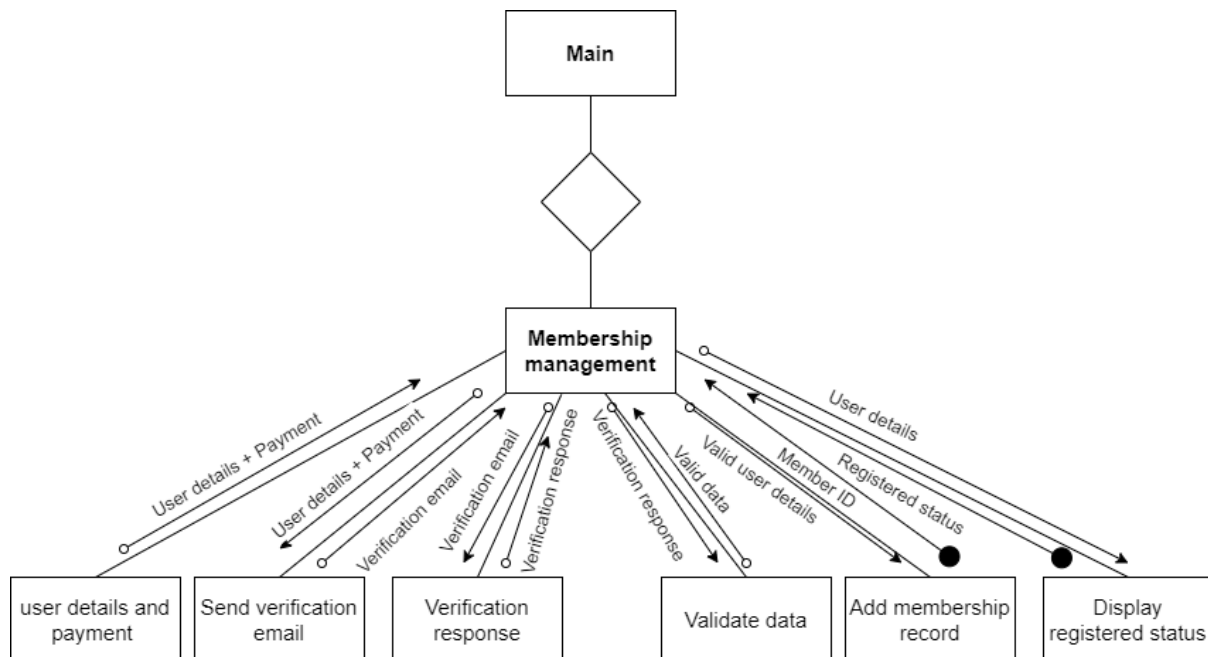 Main
Membership
management
User details + Payment
User details + Payment
Verification email
Verification email
Verification response
Verification response
Valid data
Valid user details
Member ID
Registered status
User details
user details and
payment
Send verification
email
Verification
response
Validate data
Add membership
record
Display
registered status